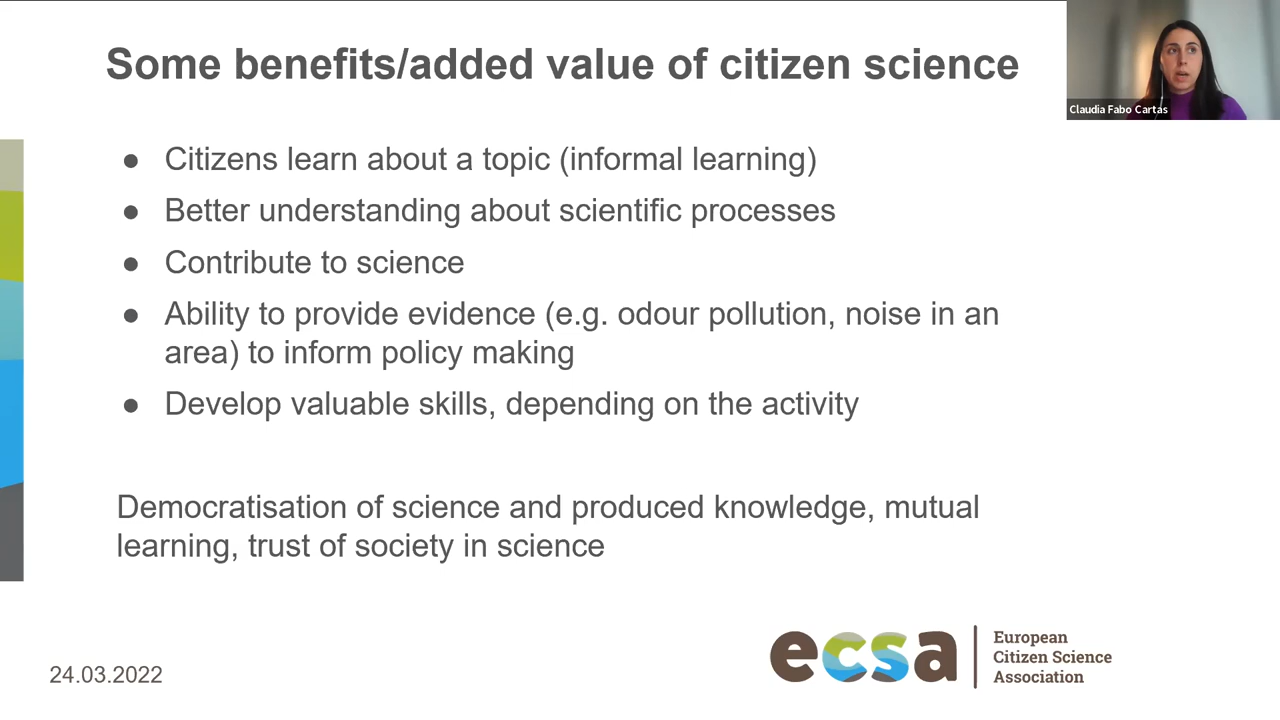 Some benefits/added value of citizen science
Claudia Fabo Cartas
● Citizens learn about a topic (informal learning)
● Better understanding about scientific processes
● Contribute to science
● Ability to provide evidence (e.g. odour pollution, noise in an
area) to inform policy making
● Develop valuable skills, depending on the activity
Democratisation of science and produced knowledge, mutual
learning, trust of society in science
24.03.2022
ecsa
European
Citizen Science
Association